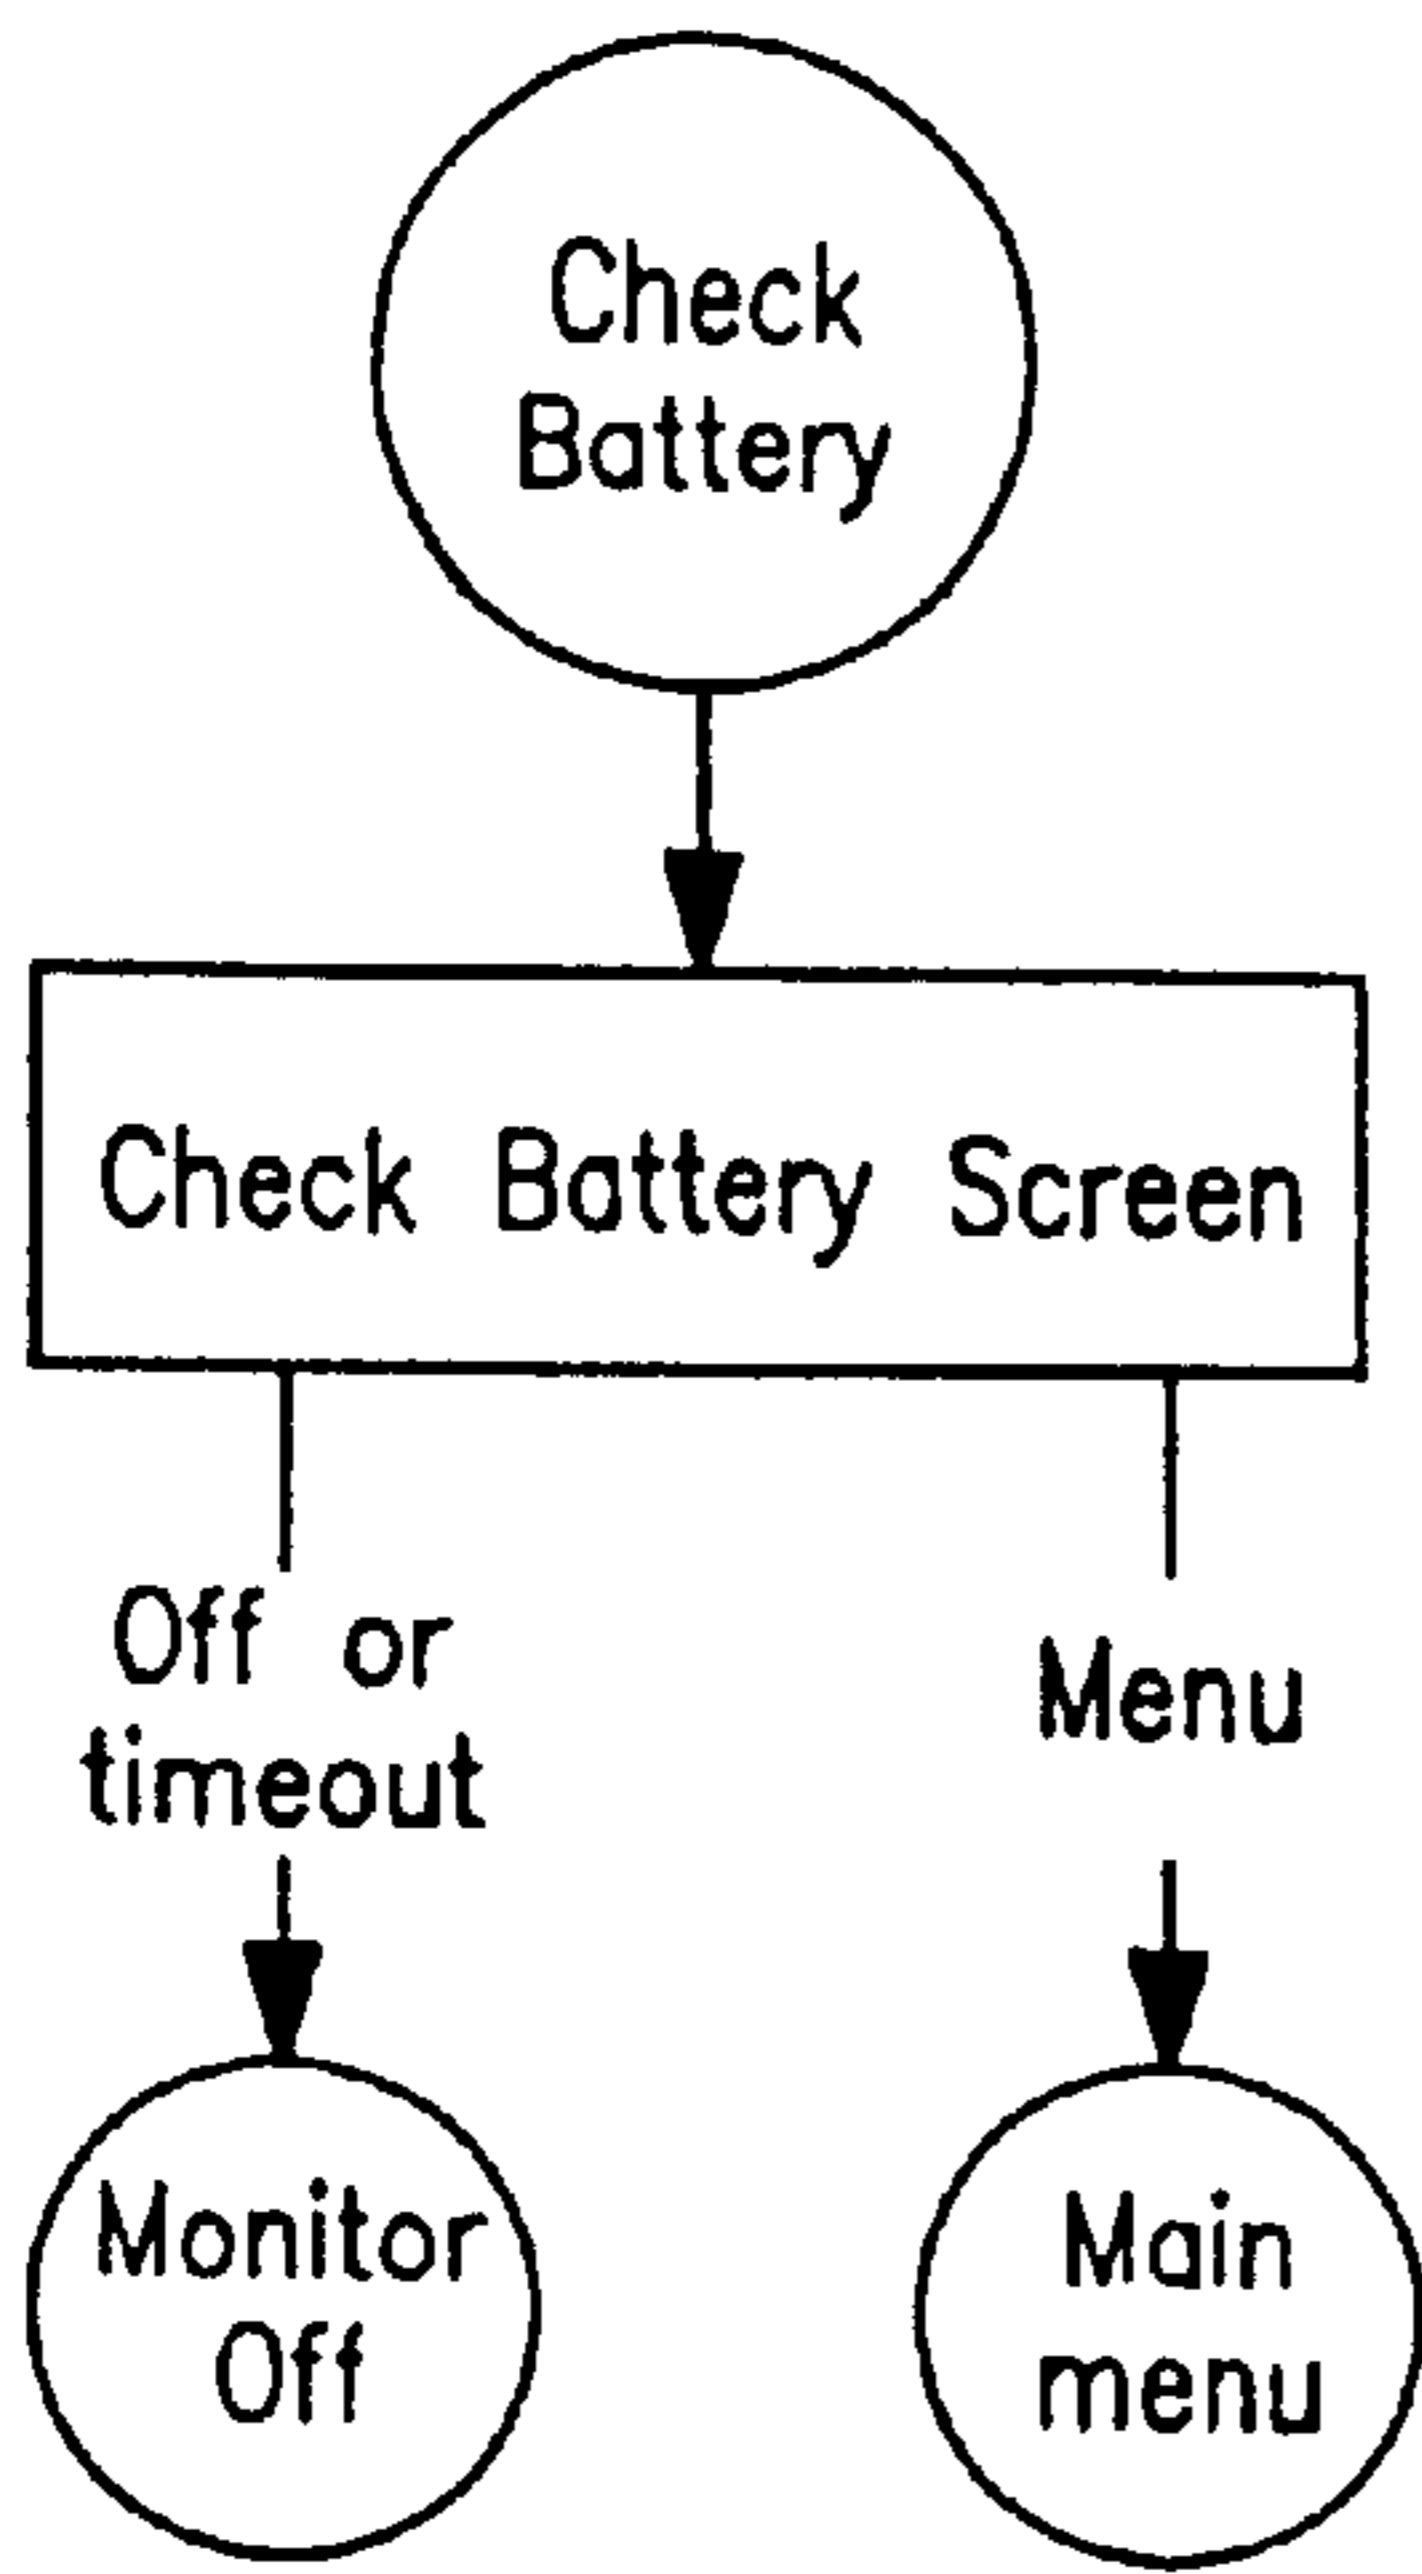 Check
Battery
Check Battery Screen
Off or
timeout
Menu
Monitor
Off
Main
menu